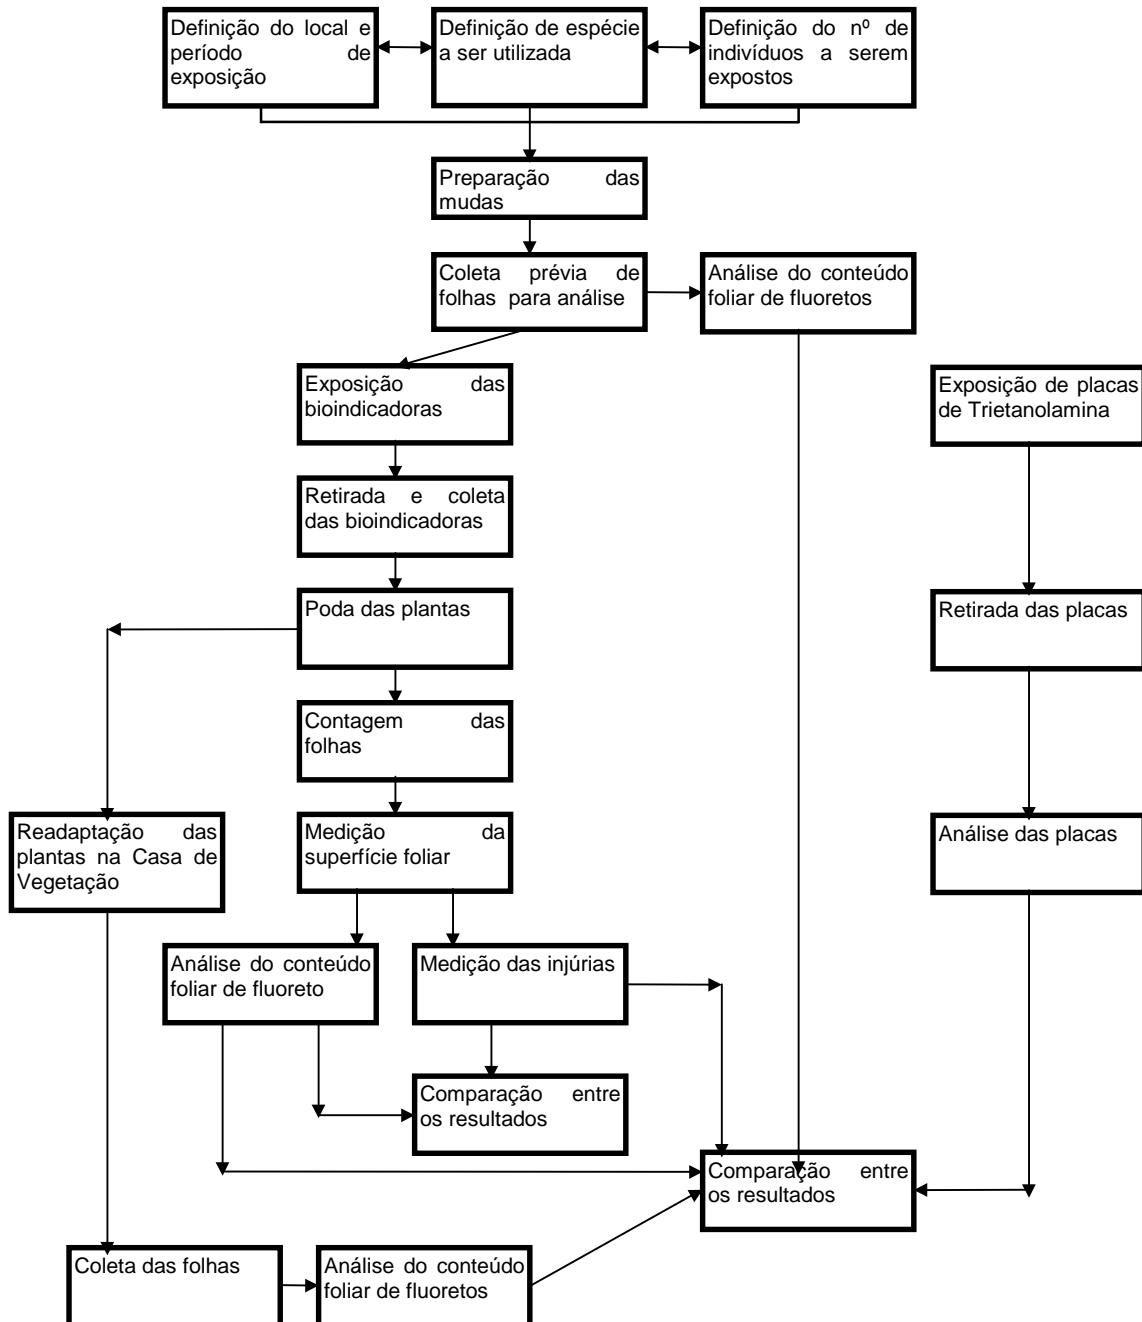 Definição do local e
período de
exposição
Definição de espécie
a ser utilizada
Definição do nº de
indivíduos a serem
expostos
Preparação das
mudas
Coleta prévia de
folhas para análise
Análise do conteúdo
foliar de fluoretos
Exposição das
bioindicadoras
Exposição de placas
de Trietanolamina
Retirada e coleta
das bioindicadoras
Poda das plantas
Retirada das placas
Contagem das
folhas
Readaptação das
plantas na Casa de
Vegetação
Medição da
superfície foliar
Análise das placas
Análise do conteúdo
foliar de fluoreto
Medição das injúrias
Comparação entre
os resultados
Comparação entre
os resultados
Coleta das folhas
Análise do conteúdo
foliar de fluoretos